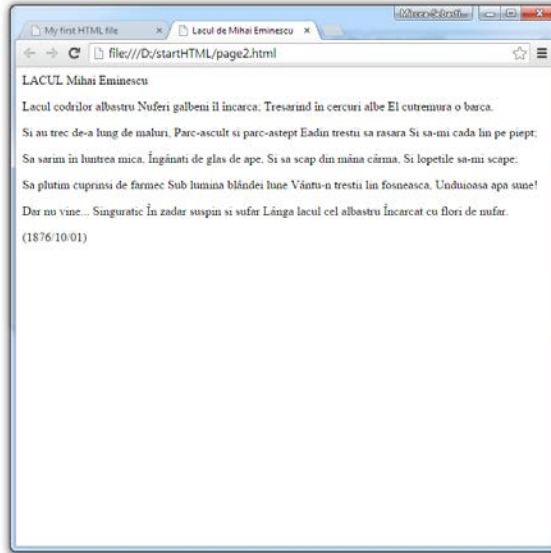 Mircea-Sebasti...
My first HTML file
Lacul de Mihai Eminescu
file:///D:/startHTML/page2.html
LACUL Mihai Eminescu
Lacul codrilor albastru Nuferi galbeni îl incarca; Tresarind in cercuri albe El cutremura o barca.
Si au trec de-a lung de maluri, Parc-ascult si parc-astept Eadin trestii sa rasara Si sa-mi cada lin pe piept;
Sa sarim in luntrea mica, Îngânati de glas de ape, Si sa scap din mâna cârma, Si lopetile sa-mi scape;
Sa plutim cuprinsi de farmec Sub lumina blândei lune Vântu-n trestii lin fosneasca, Unduioasa apa sune!
Dar nu vine... Singuratic În zadar suspin si sufar Lânga lacul cel albastru Încarcat cu flori de nufar.
(1876/10/01)